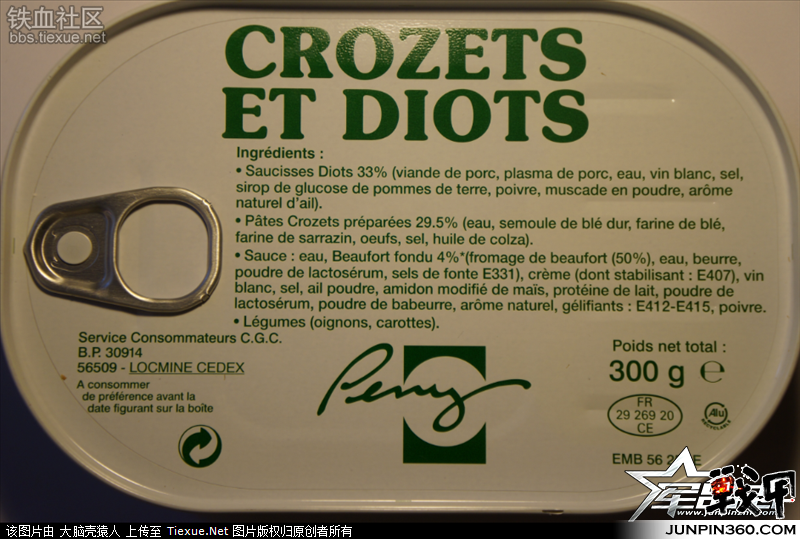 铁血社区
bbs.tiexue.net
CROZETS
ET DIOTS
Ingrédients :
• Saucisses Diots 33% (viande de porc, plasma de porc, eau, vin blanc, sel,
sirop de glucose de pommes de terre, poivre, muscade en poudre, arôme
naturel d'ail).
• Pâtes Crozets préparées 29.5% (eau, semoule de blé dur, farine de blé,
farine de sarrazin, oeufs, sel, huile de colza).
• Sauce : eau, Beaufort fondu 4%*(fromage de beaufort (50%), eau, beurre,
poudre de lactosérum, sels de fonte E331), crème (dont stabilisant : E407), vin
blanc, sel, ail poudre, amidon modifié de maïs, protéine de lait, poudre de
lactosérum, poudre de babeurre, arôme naturel, gélifiants : E412-E415, poivre.
• Légumes (oignons, carottes).
Service Consommateurs C.G.C.
B.P. 30914
56509 - LOCMINE CEDEX
A consommer
de préférence avant la
date figurant sur la boîte
Peny
Poids net total :
300 g ℮
FR
29 269 20
CE
Alu
RECYCLABLE
EMB 56
军品
www.junpinzhi.com
JUNPIN360.COM
该图片由 大脑壳猿人 上传至 Tiexue.Net 图片版权归原创者所有